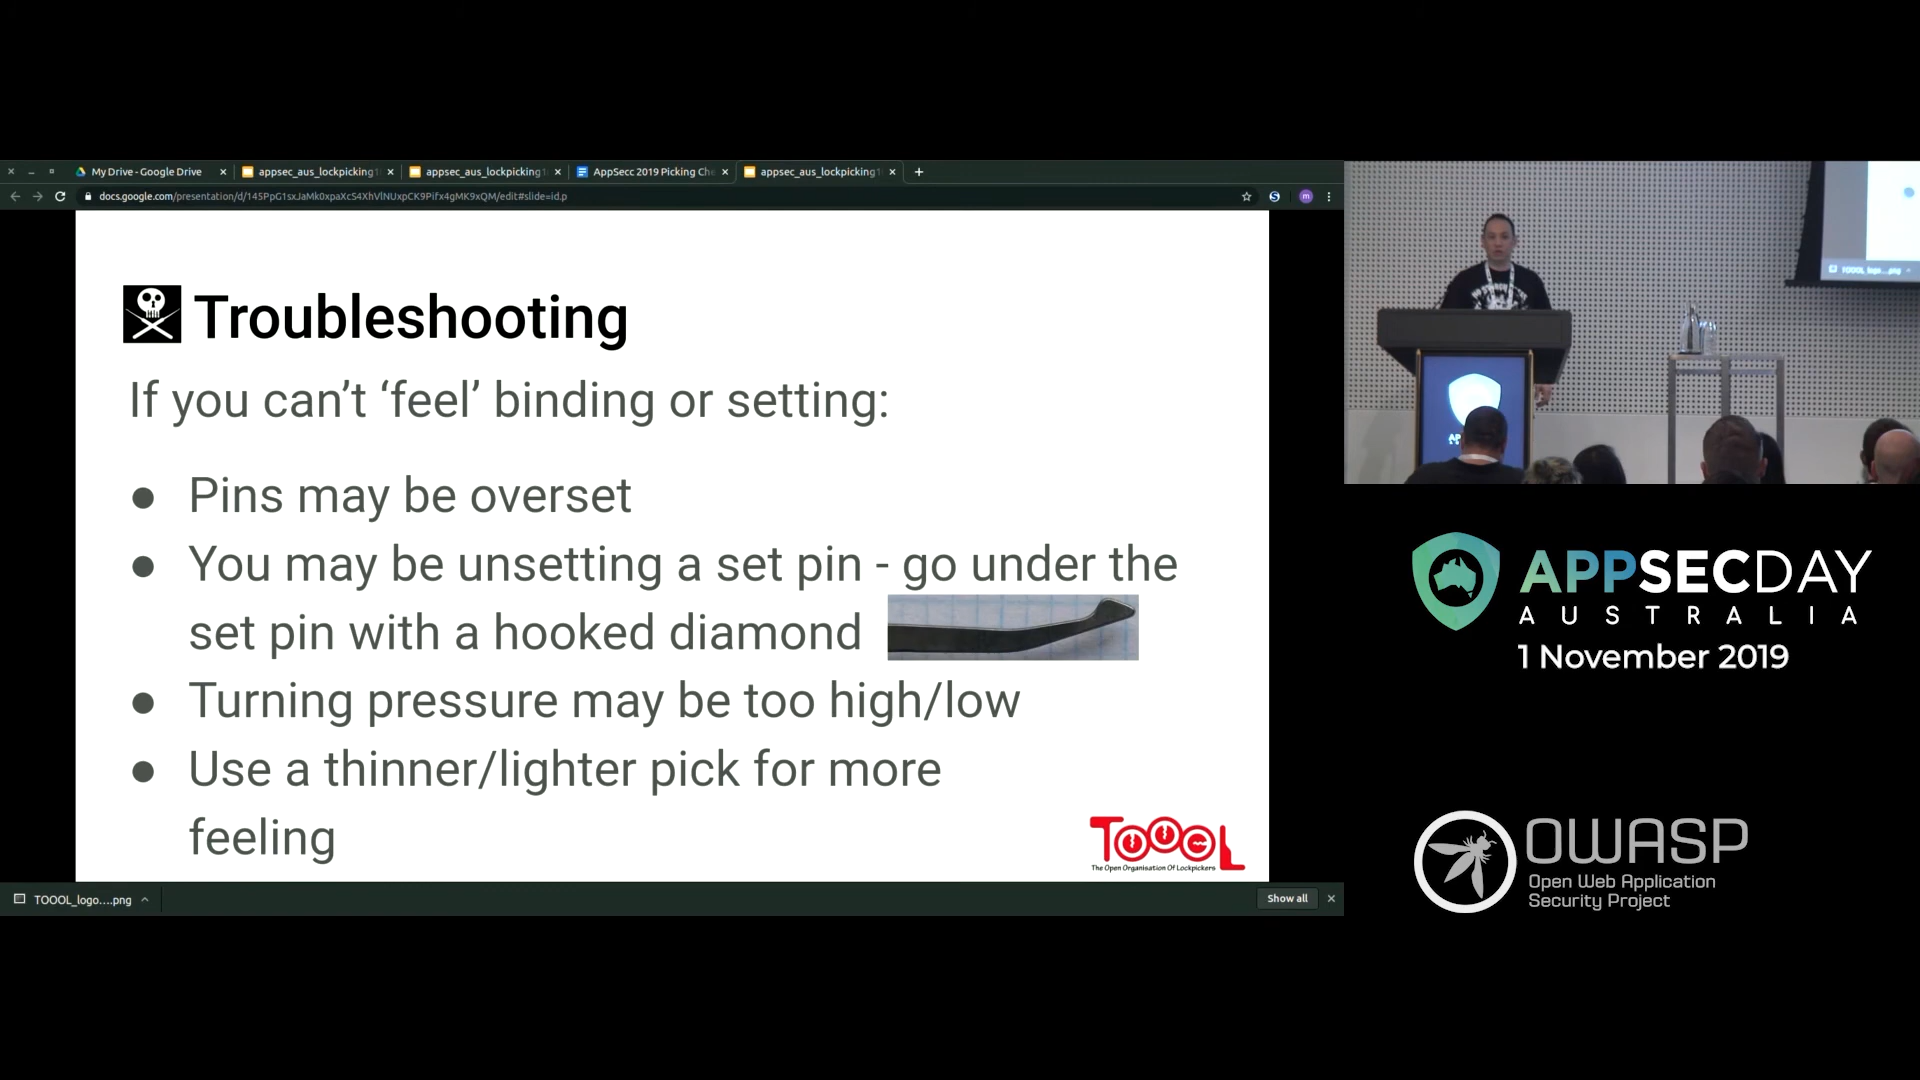 My Drive - Google Drive
appsec_aus_lockpicking1
appsec_aus_lockpicking1
AppSecc 2019 Picking Che
appsec_aus_lockpicking1
docs.google.com/presentation/d/145PpG1sxJaMk0xpaXcS4XhVlNUxpCK9Pifx4gMK9xQM/edit#slide=id.p
Troubleshooting
If you can’t ‘feel’ binding or setting:
● Pins may be overset
● You may be unsetting a set pin - go under the
set pin with a hooked diamond
● Turning pressure may be too high/low
● Use a thinner/lighter pick for more
feeling
TOOOL
The Open Organisation Of Lockpickers
TOOOL_logo....png
Show all
APPSECDAY
AUSTRALIA
1 November 2019
OWASP
Open Web Application
Security Project